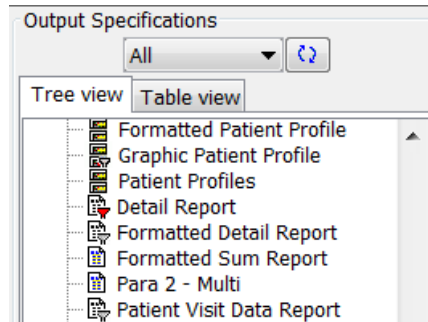 Output Specifications
All
Tree view Table view
Formatted Patient Profile
Graphic Patient Profile
Patient Profiles
Detail Report
Formatted Detail Report
Formatted Sum Report
Para 2 - Multi
Patient Visit Data Report